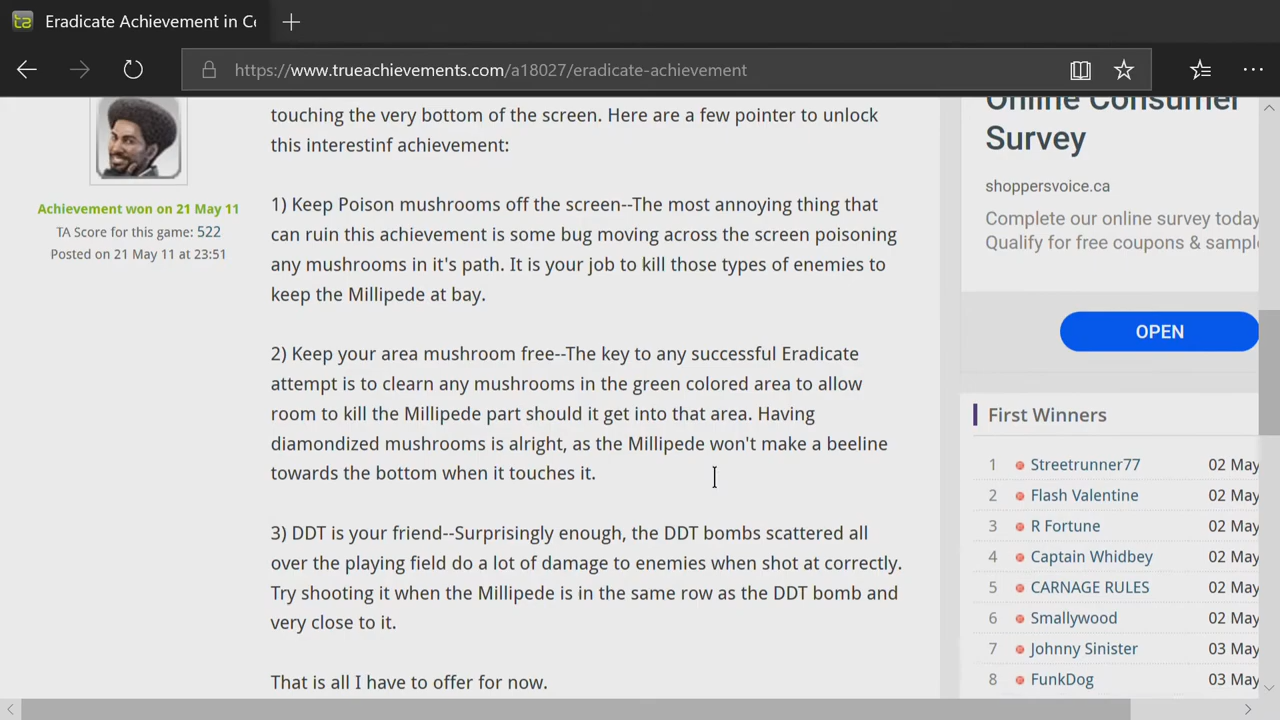 Eradicate Achievement in Ce
https://www.trueachievements.com/a18027/eradicate-achievement
touching the very bottom of the screen. Here are a few pointer to unlock
this interestinf achievement:
Achievement won on 21 May 11
TA Score for this game: 522
Posted on 21 May 11 at 23:51
1) Keep Poison mushrooms off the screen--The most annoying thing that
can ruin this achievement is some bug moving across the screen poisoning
any mushrooms in it's path. It is your job to kill those types of enemies to
keep the Millipede at bay.
2) Keep your area mushroom free--The key to any successful Eradicate
attempt is to clearn any mushrooms in the green colored area to allow
room to kill the Millipede part should it get into that area. Having
diamondized mushrooms is alright, as the Millipede won't make a beeline
towards the bottom when it touches it.
3) DDT is your friend--Surprisingly enough, the DDT bombs scattered all
over the playing field do a lot of damage to enemies when shot at correctly.
Try shooting it when the Millipede is in the same row as the DDT bomb and
very close to it.
That is all I have to offer for now.
Online Consumer
Survey
shoppersvoice.ca
Complete our online survey today
Qualify for free coupons & sampl
OPEN
First Winners
1 Streetrunner77 02 May
2 Flash Valentine 02 May
3 R Fortune 02 May
4 Captain Whidbey 02 May
5 CARNAGE RULES 02 May
6 Smallywood 02 May
7 Johnny Sinister 03 May
8 FunkDog 03 May